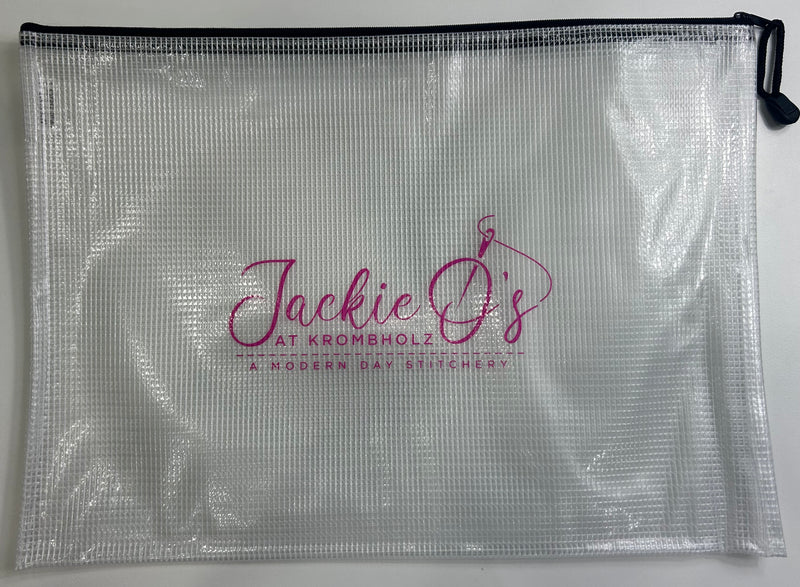 Jackie O's
AT KROMBHOLZ
A MODERN DAY STITCHERY